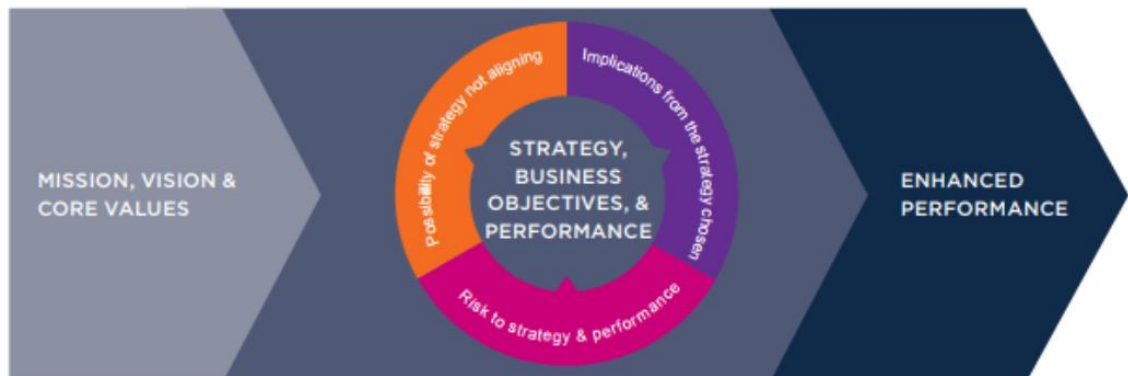 MISSION, VISION &
CORE VALUES
Possibility of strategy not aligning
Implications from the strategy chosen
STRATEGY,
BUSINESS
OBJECTIVES, &
PERFORMANCE
Risk to strategy & performance
ENHANCED
PERFORMANCE